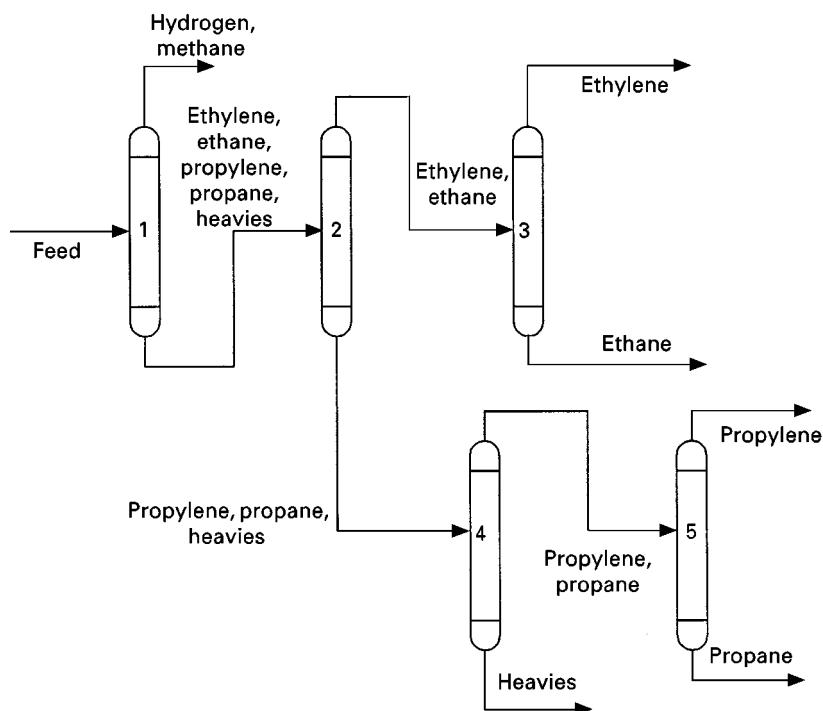 Hydrogen,
methane
Ethylene,
ethane,
propylene,
propane,
heavies
Ethylene
Ethylene,
ethane
1
2
3
Feed
Ethane
Propylene
Propylene, propane,
heavies
4
5
Propylene,
propane
Propane
Heavies